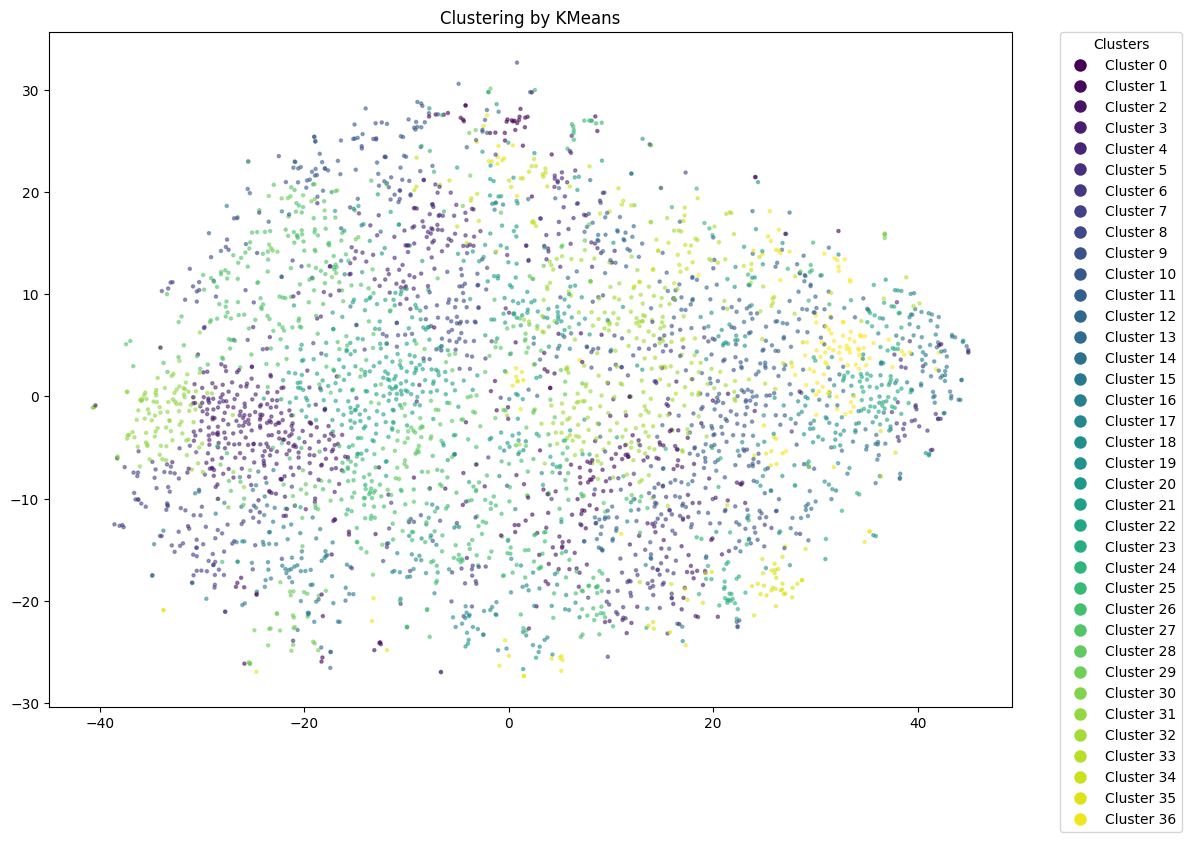 Clustering by KMeans
30
20
10
0
−10
−20
−30
−40
−20
0
20
40
Clusters
Cluster 0
Cluster 1
Cluster 2
Cluster 3
Cluster 4
Cluster 5
Cluster 6
Cluster 7
Cluster 8
Cluster 9
Cluster 10
Cluster 11
Cluster 12
Cluster 13
Cluster 14
Cluster 15
Cluster 16
Cluster 17
Cluster 18
Cluster 19
Cluster 20
Cluster 21
Cluster 22
Cluster 23
Cluster 24
Cluster 25
Cluster 26
Cluster 27
Cluster 28
Cluster 29
Cluster 30
Cluster 31
Cluster 32
Cluster 33
Cluster 34
Cluster 35
Cluster 36